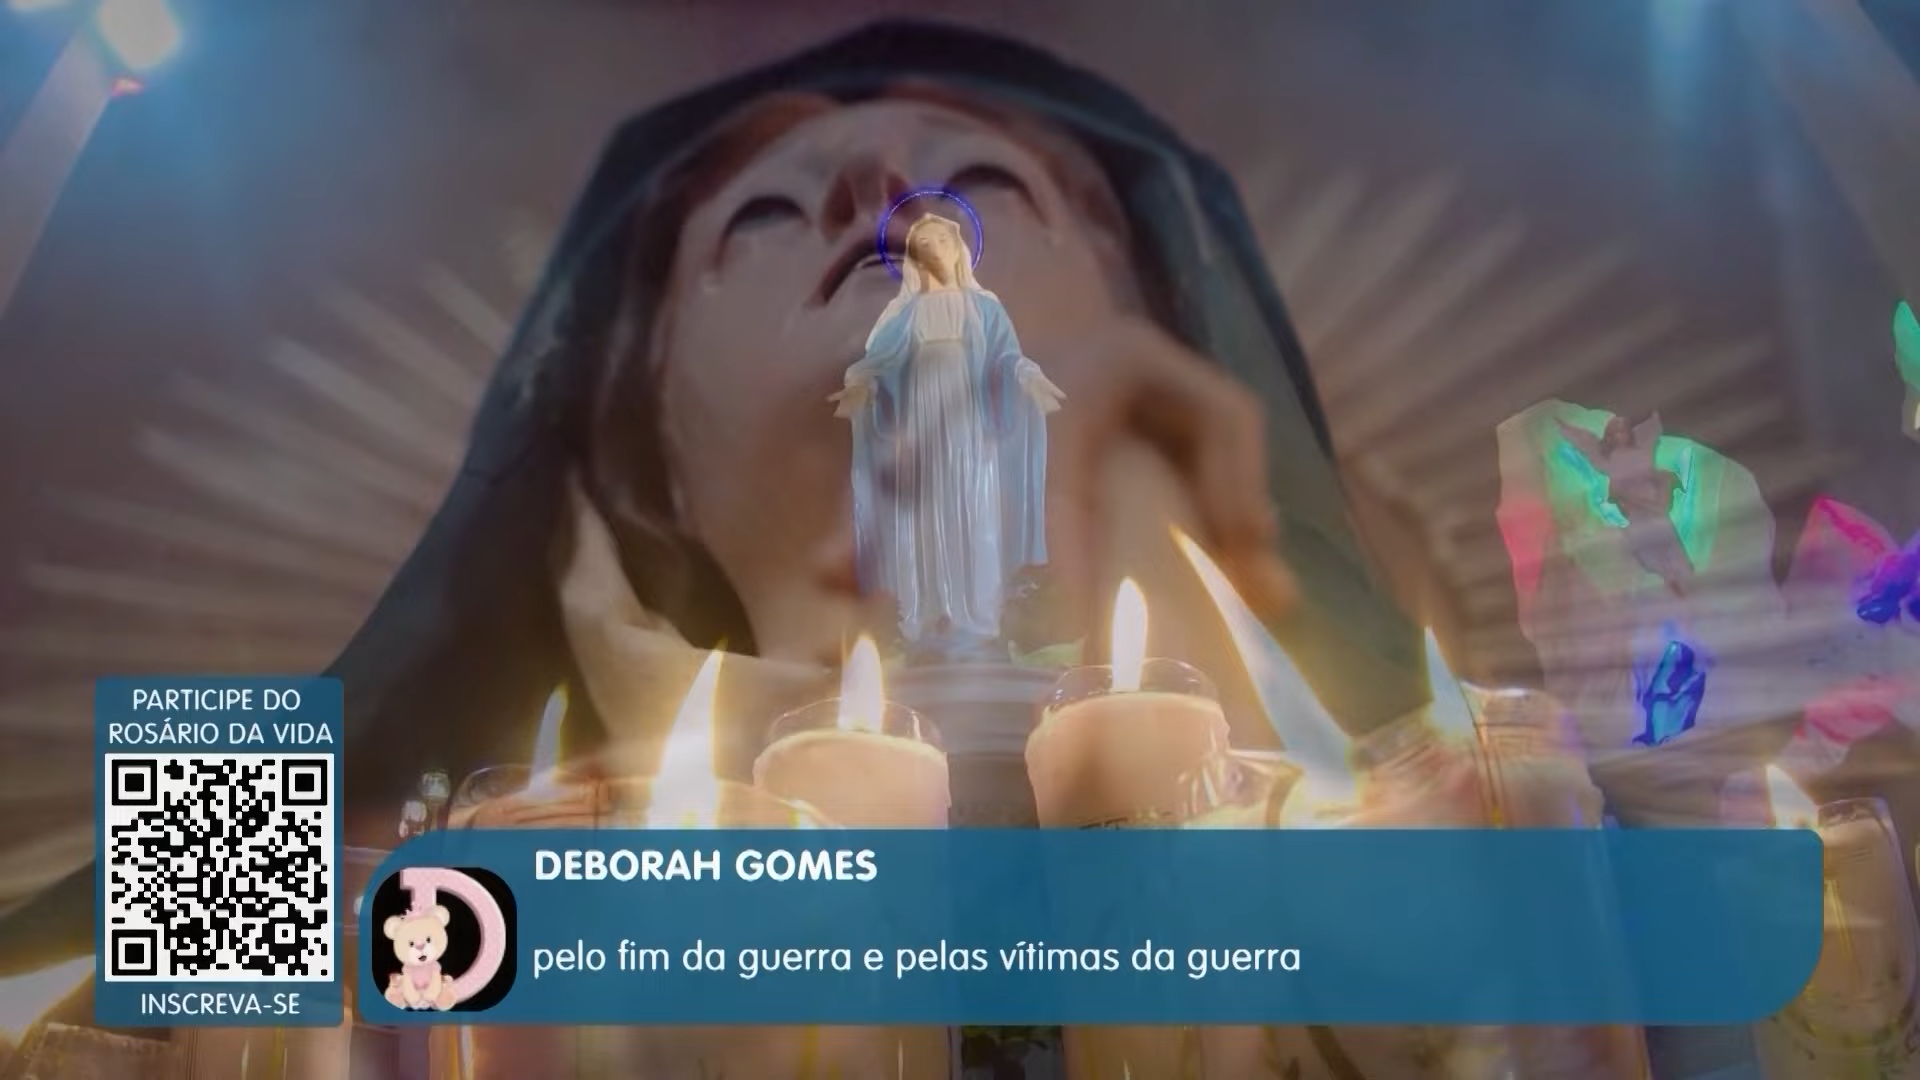 PARTICIPE DO
ROSÁRIO DA VIDA
INSCREVA-SE
D
DEBORAH GOMES
pelo fim da guerra e pelas vítimas da guerra